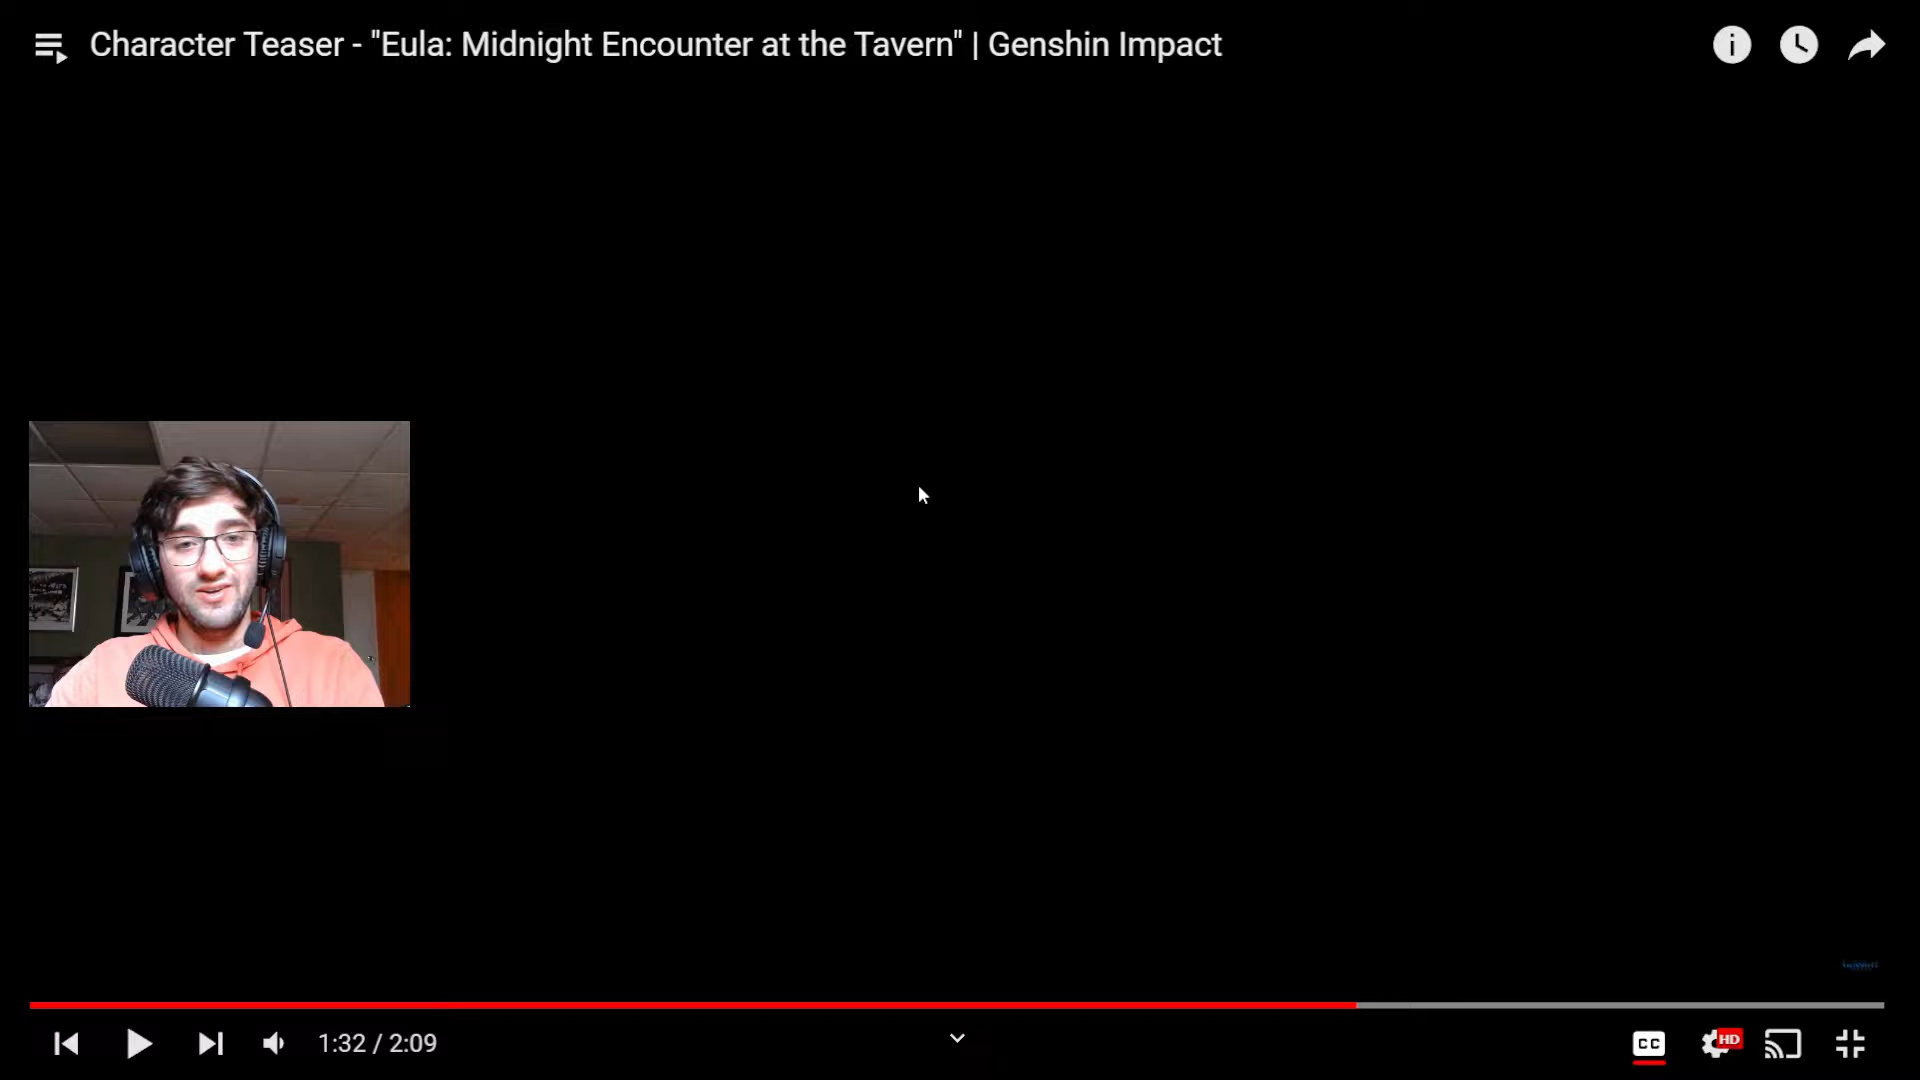 Character Teaser - "Eula: Midnight Encounter at the Tavern" | Genshin Impact
1:32 / 2:09
CC
HD